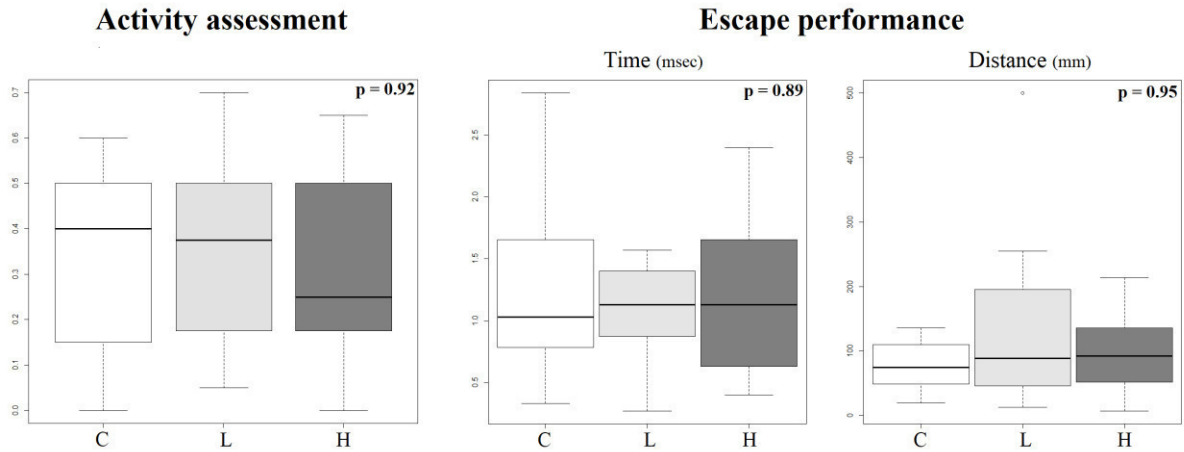 Activity assessment
Escape performance
Time (msec)
Distance (mm)
p = 0.92
0.7
0.6
0.5
0.4
0.3
0.2
0.1
0.0
C L H
p = 0.89
2.5
2.0
1.5
1.0
0.5
C L H
p = 0.95
500
400
300
200
100
0
C L H